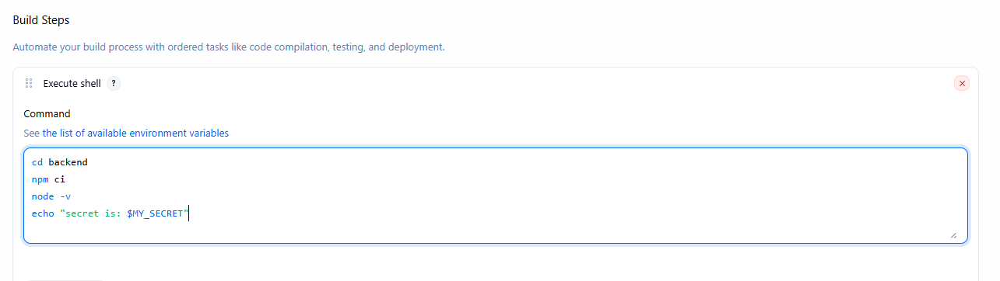 Build Steps
Automate your build process with ordered tasks like code compilation, testing, and deployment.
Execute shell ?
Command
See the list of available environment variables
cd backend
npm ci
node -v
echo "secret is: $MY_SECRET"